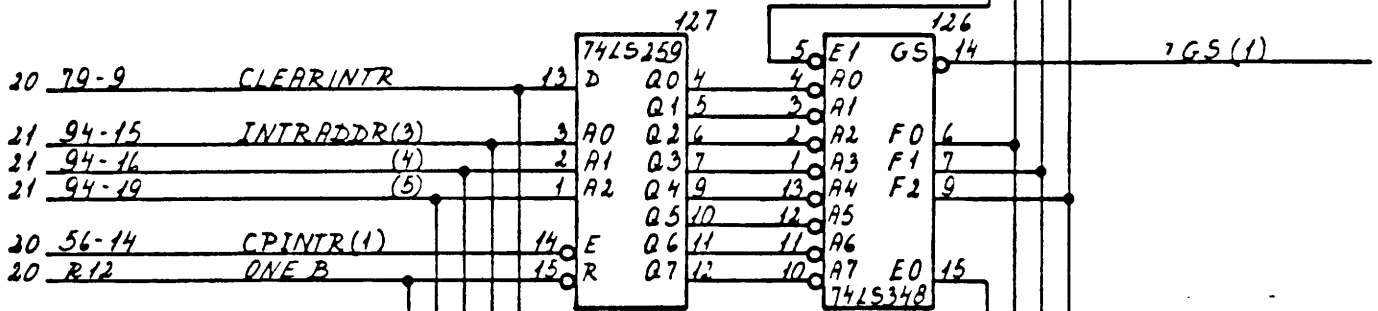 127 126
74LS259 5 E1 GS 14 ¬GS(1)
20 79-9 CLEARINTR 13 D Q0 4 4 A0
Q1 5 3 A1
21 94-15 INTRADDR(3) 3 A0 Q2 6 2 A2 F0 6
21 94-16 (4) 2 A1 Q3 7 1 A3 F1 7
21 94-19 (5) 1 A2 Q4 9 13 A4 F2 9
Q5 10 12 A5
20 56-14 CPINTR(1) 14 E Q6 11 11 A6
20 R12 ONE B 15 R Q7 12 10 A7 E0 15
74LS348